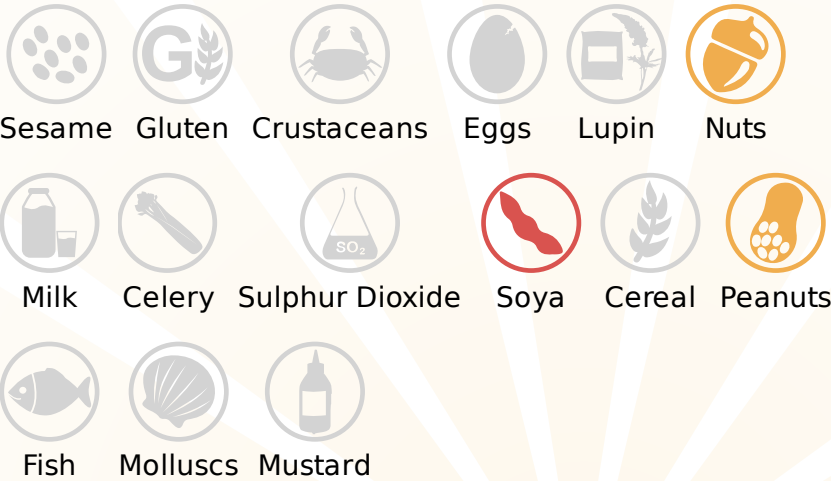 G
Sesame Gluten Crustaceans Eggs Lupin Nuts
SO₂
Milk Celery Sulphur Dioxide Soya Cereal Peanuts
Fish Molluscs Mustard